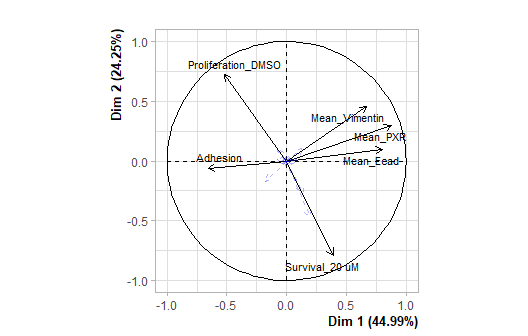 Dim 2 (24.25%)
1.0
0.5
0.0
-0.5
-1.0
Proliferation_DMSO
Mean_Vimentin
Mean_PXR
Mean_Ecad
Adhesion
Survival_20 uM
-1.0 -0.5 0.0 0.5 1.0
Dim 1 (44.99%)